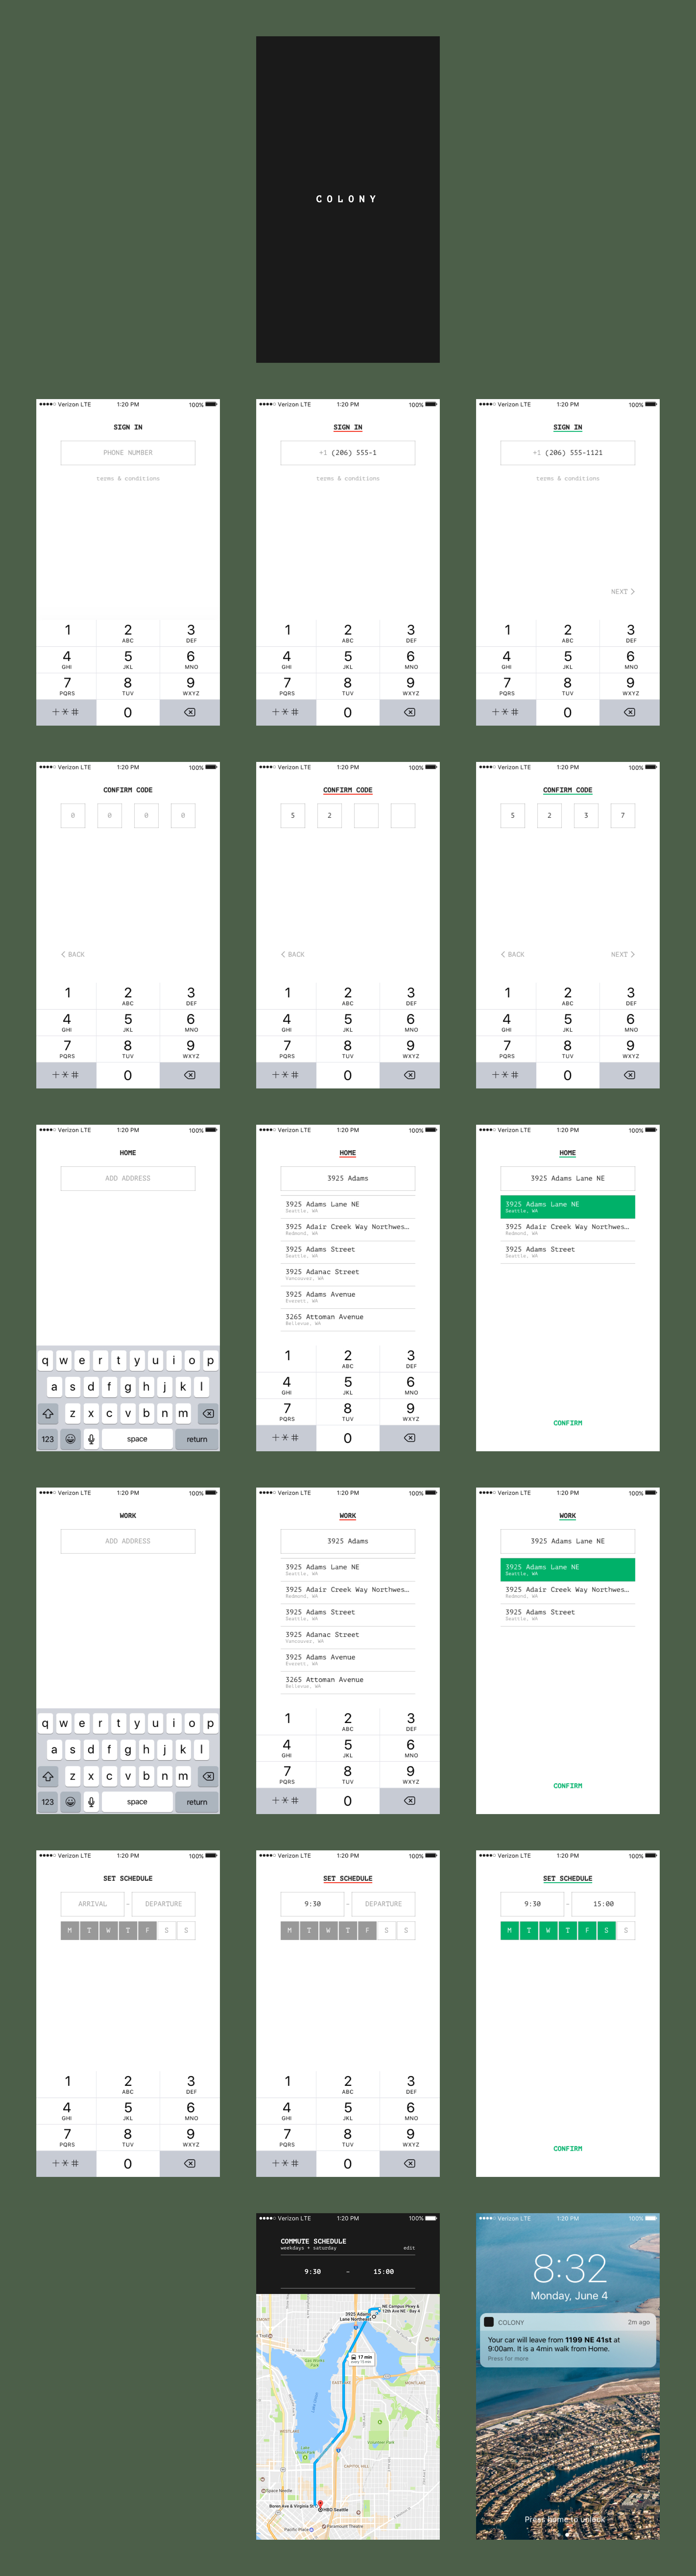 COLONY
Verizon LTE 1:20 PM 100%
SIGN IN
PHONE NUMBER
terms & conditions
1 2 ABC 3 DEF
4 GHI 5 JKL 6 MNO
7 PQRS 8 TUV 9 WXYZ
+*# 0
Verizon LTE 1:20 PM 100%
SIGN IN
+1 (206) 555-1
terms & conditions
1 2 ABC 3 DEF
4 GHI 5 JKL 6 MNO
7 PQRS 8 TUV 9 WXYZ
+*# 0
Verizon LTE 1:20 PM 100%
SIGN IN
+1 (206) 555-1121
terms & conditions
NEXT >
1 2 ABC 3 DEF
4 GHI 5 JKL 6 MNO
7 PQRS 8 TUV 9 WXYZ
+*# 0
Verizon LTE 1:20 PM 100%
CONFIRM CODE
0 0 0 0
< BACK
1 2 ABC 3 DEF
4 GHI 5 JKL 6 MNO
7 PQRS 8 TUV 9 WXYZ
+*# 0
Verizon LTE 1:20 PM 100%
CONFIRM CODE
5 2
< BACK
1 2 ABC 3 DEF
4 GHI 5 JKL 6 MNO
7 PQRS 8 TUV 9 WXYZ
+*# 0
Verizon LTE 1:20 PM 100%
CONFIRM CODE
5 2 3 7
< BACK NEXT >
1 2 ABC 3 DEF
4 GHI 5 JKL 6 MNO
7 PQRS 8 TUV 9 WXYZ
+*# 0
Verizon LTE 1:20 PM 100%
HOME
ADD ADDRESS
q w e r t y u i o p
a s d f g h j k l
z x c v b n m
123 space return
Verizon LTE 1:20 PM 100%
HOME
3925 Adams
3925 Adams Lane NE
Seattle, WA
3925 Adair Creek Way Northwes…
Redmond, WA
3925 Adams Street
Seattle, WA
3925 Adanac Street
Vancouver, WA
3925 Adams Avenue
Everett, WA
3265 Attoman Avenue
Bellevue, WA
1 2 ABC 3 DEF
4 GHI 5 JKL 6 MNO
7 PQRS 8 TUV 9 WXYZ
+*# 0
Verizon LTE 1:20 PM 100%
HOME
3925 Adams Lane NE
3925 Adams Lane NE
Seattle, WA
3925 Adair Creek Way Northwes…
Redmond, WA
3925 Adams Street
Seattle, WA
CONFIRM
Verizon LTE 1:20 PM 100%
WORK
ADD ADDRESS
q w e r t y u i o p
a s d f g h j k l
z x c v b n m
123 space return
Verizon LTE 1:20 PM 100%
WORK
3925 Adams
3925 Adams Lane NE
Seattle, WA
3925 Adair Creek Way Northwes…
Redmond, WA
3925 Adams Street
Seattle, WA
3925 Adanac Street
Vancouver, WA
3925 Adams Avenue
Everett, WA
3265 Attoman Avenue
Bellevue, WA
1 2 ABC 3 DEF
4 GHI 5 JKL 6 MNO
7 PQRS 8 TUV 9 WXYZ
+*# 0
Verizon LTE 1:20 PM 100%
WORK
3925 Adams Lane NE
3925 Adams Lane NE
Seattle, WA
3925 Adair Creek Way Northwes…
Redmond, WA
3925 Adams Street
Seattle, WA
CONFIRM
Verizon LTE 1:20 PM 100%
SET SCHEDULE
ARRIVAL - DEPARTURE
M T W T F S S
1 2 ABC 3 DEF
4 GHI 5 JKL 6 MNO
7 PQRS 8 TUV 9 WXYZ
+*# 0
Verizon LTE 1:20 PM 100%
SET SCHEDULE
9:30 - DEPARTURE
M T W T F S S
1 2 ABC 3 DEF
4 GHI 5 JKL 6 MNO
7 PQRS 8 TUV 9 WXYZ
+*# 0
Verizon LTE 1:20 PM 100%
SET SCHEDULE
9:30 - 15:00
M T W T F S S
CONFIRM
Verizon LTE 1:20 PM 100%
COMMUTE SCHEDULE
weekdays + saturday edit
9:30 - 15:00
NE Campus Pkwy &
12th Ave NE - Bay 4
3925 Adams
Lane Northeast
17 min
every 15 min
EASTLAKE
MONTLAKE
WESTLAKE
Volunteer Park
CAPITOL HILL
Space Needle
Boren Ave & Virginia St
HBO Seattle
Paramount Theatre
Pacific Place
Verizon LTE 1:20 PM 100%
8:32
Monday, June 4
COLONY 2m ago
Your car will leave from 1199 NE 41st at
9:00am. It is a 4min walk from Home.
Press for more
Press home to unlock